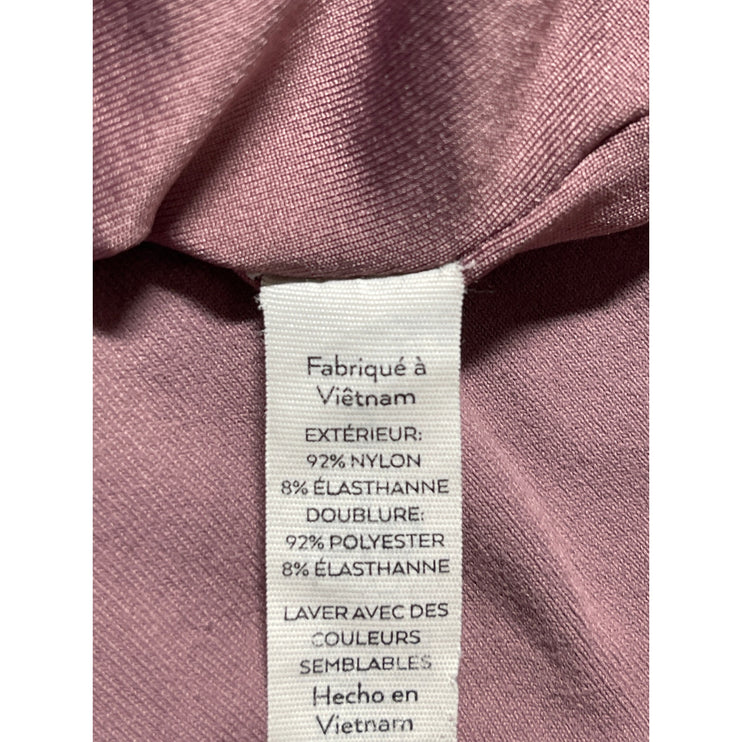 Fabriqué à
Viêtnam
EXTÉRIEUR:
92% NYLON
8% ÉLASTHANNE
DOUBLURE:
92% POLYESTER
8% ÉLASTHANNE
LAVER AVEC DES
COULEURS
SEMBLABLES
Hecho en
Vietnam